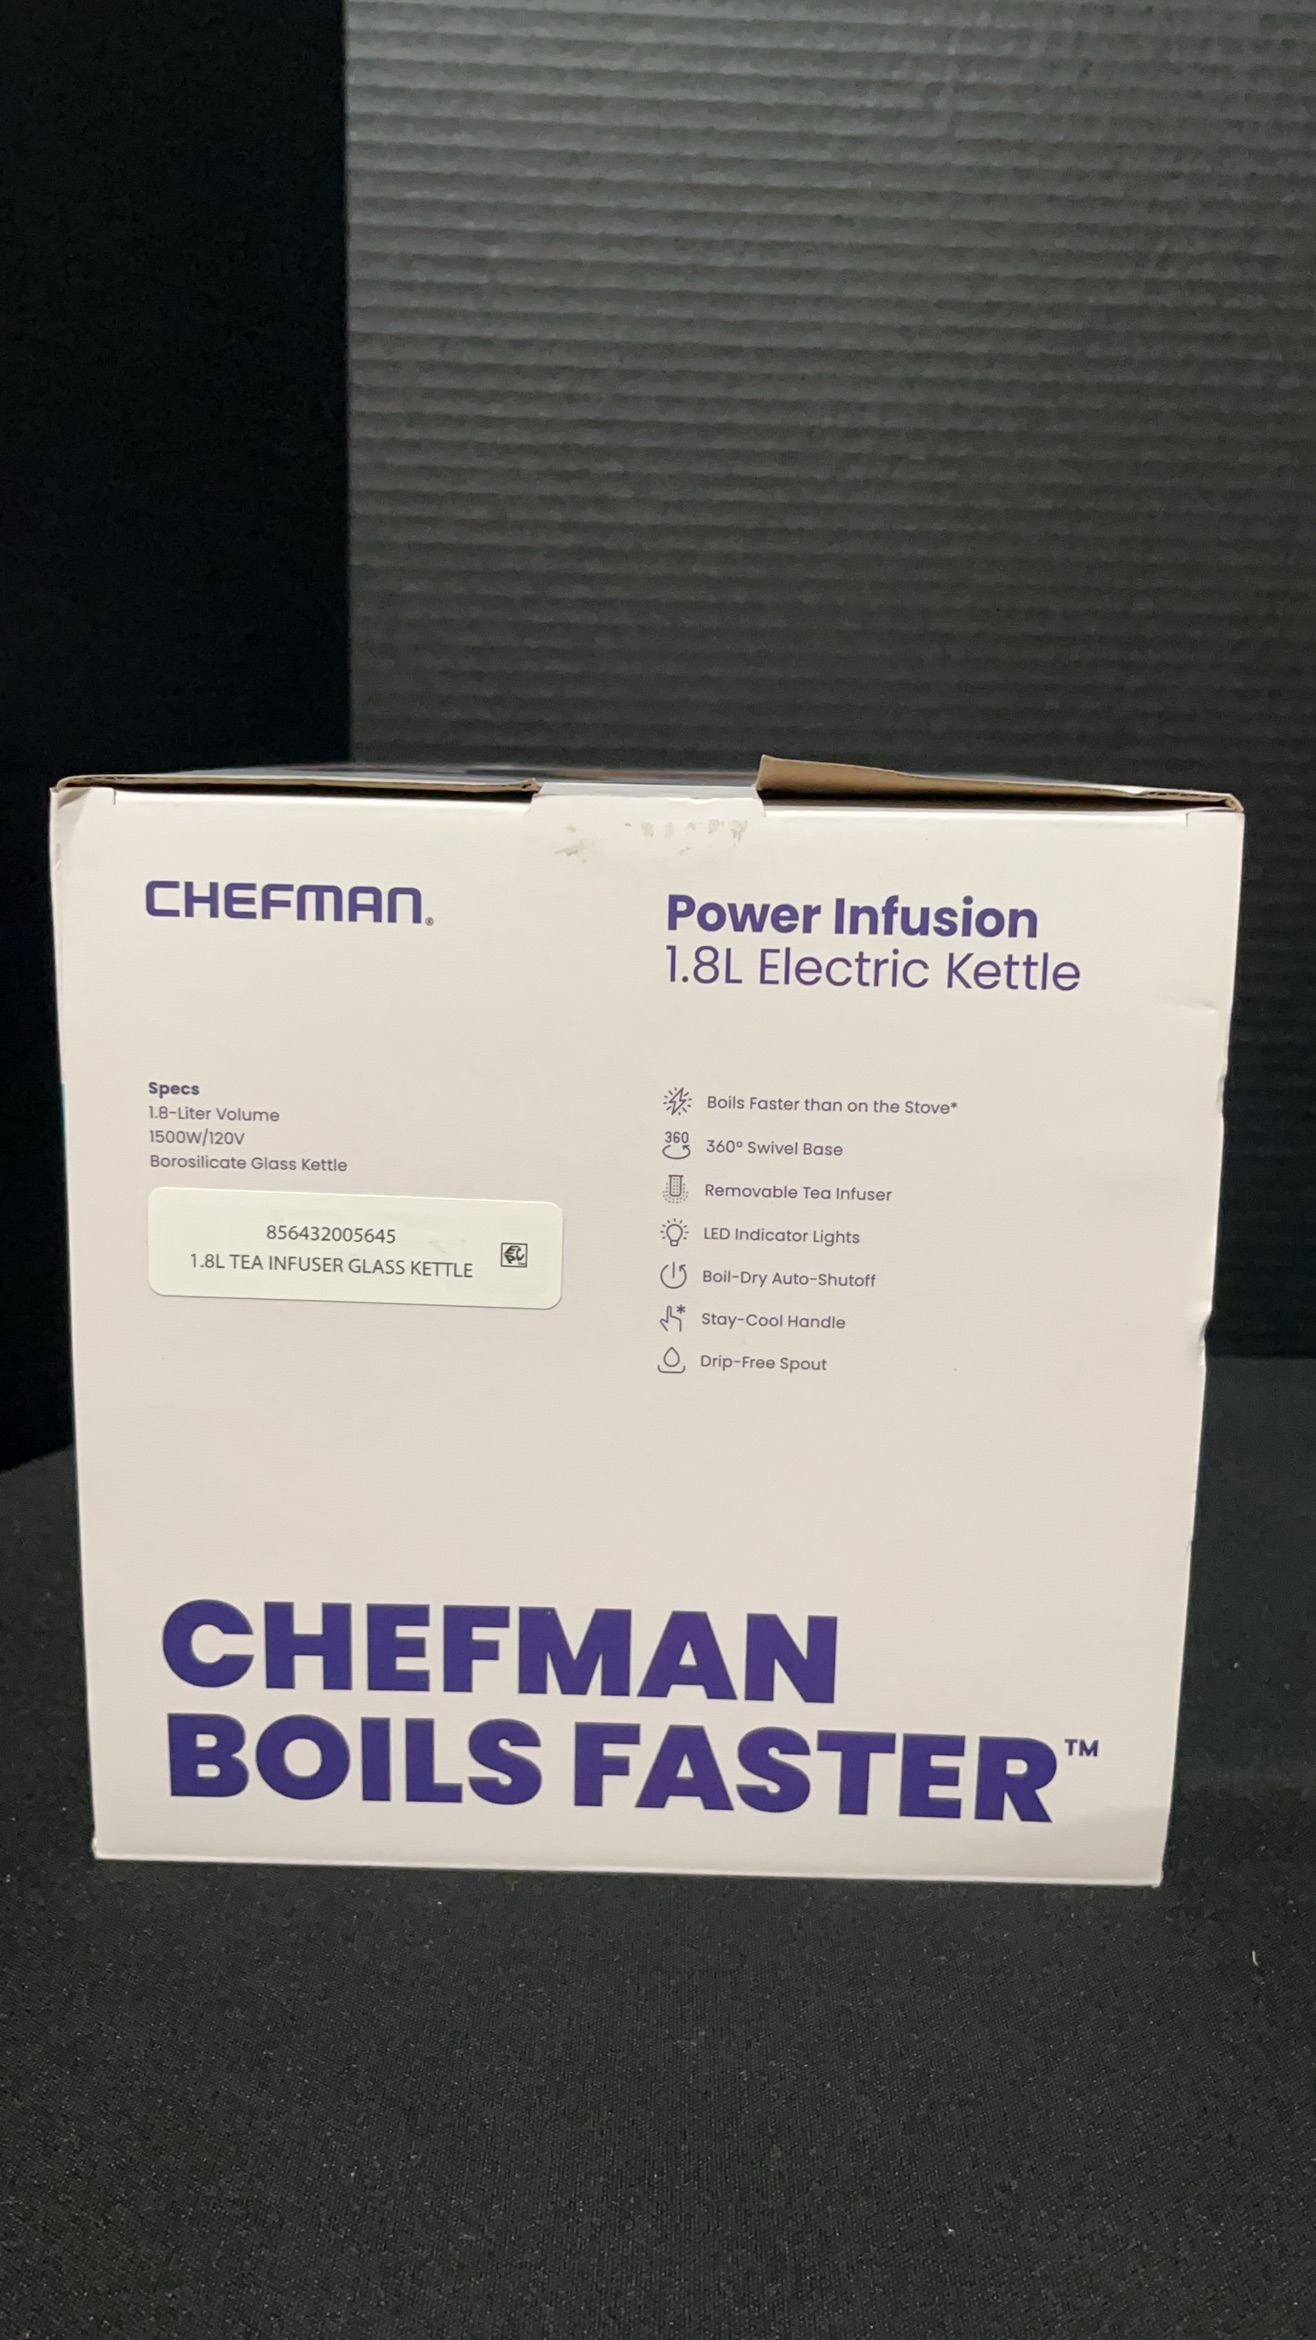 CHEFMAN®
Power Infusion
1.8L Electric Kettle
Specs
1.8-Liter Volume
1500W/120V
Borosilicate Glass Kettle
856432005645
1.8L TEA INFUSER GLASS KETTLE
Boils Faster than on the Stove*
360
360° Swivel Base
Removable Tea Infuser
LED Indicator Lights
Boil-Dry Auto-Shutoff
Stay-Cool Handle
Drip-Free Spout
CHEFMAN
BOILS FASTER™